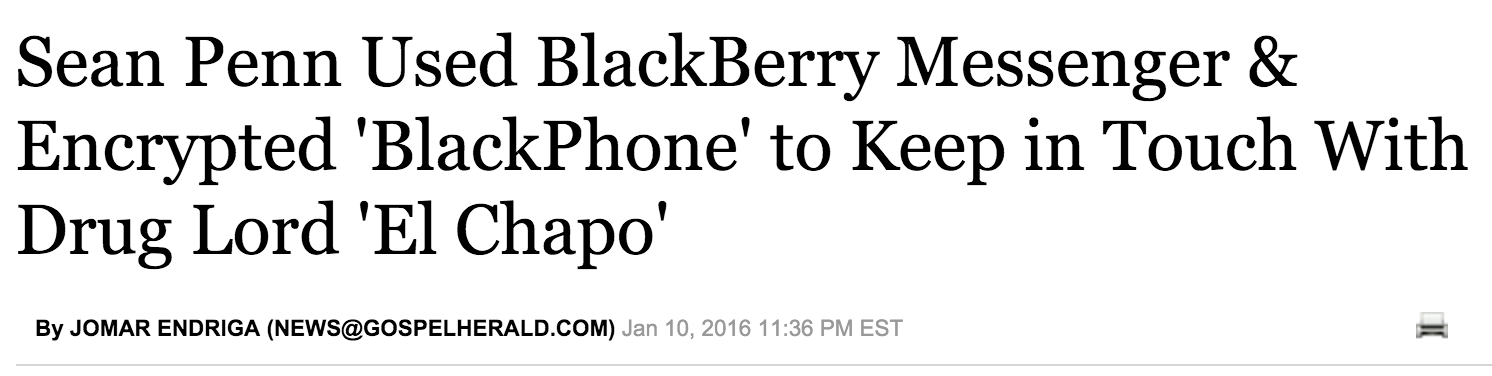 Sean Penn Used BlackBerry Messenger &
Encrypted 'BlackPhone' to Keep in Touch With
Drug Lord 'El Chapo'
By JOMAR ENDRIGA (NEWS@GOSPELHERALD.COM) Jan 10, 2016 11:36 PM EST